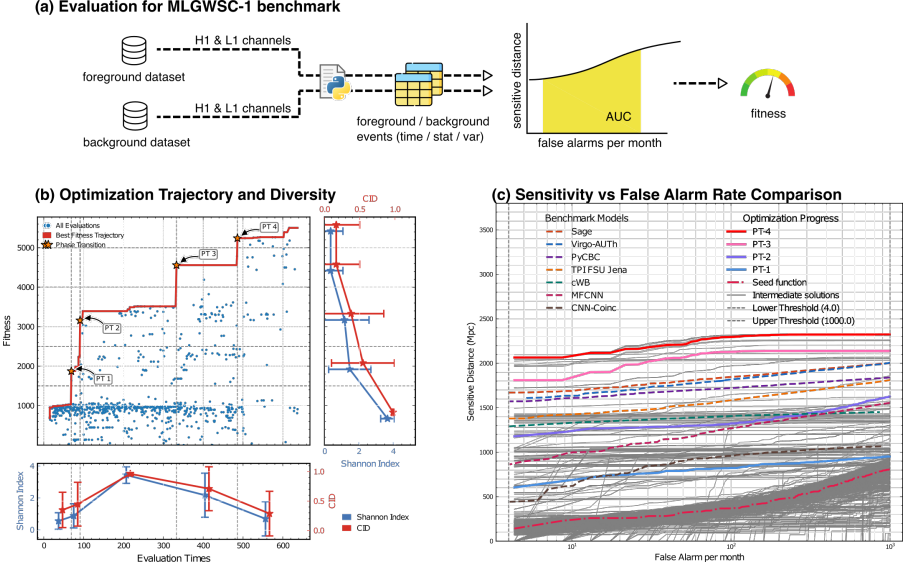 (a) Evaluation for MLGWSC-1 benchmark
H1 & L1 channels
foreground dataset
H1 & L1 channels
background dataset
foreground / background
events (time / stat / var)
sensitive distance
AUC
false alarms per month
fitness
(b) Optimization Trajectory and Diversity
All Evaluations
Best Fitness Trajectory
Phase Transition
PT 4
PT 3
PT 2
PT 1
Fitness
5000
4000
3000
2000
1000
CID
0.0 0.5 1.0
0 2 4
Shannon Index
Shannon Index
4
2
0
1.0
0.5
0.0
CID
Shannon Index
CID
0 100 200 300 400 500 600
Evaluation Times
(c) Sensitivity vs False Alarm Rate Comparison
Benchmark Models
Sage
Virgo-AUTh
PyCBC
TPIFSU Jena
cWB
MFCNN
CNN-Coinc
Optimization Progress
PT-4
PT-3
PT-2
PT-1
Seed function
Intermediate solutions
Lower Threshold (4.0)
Upper Threshold (1000.0)
Sensitive Distance (Mpc)
3500
3000
2500
2000
1500
1000
500
0
10¹ 10² 10³
False Alarm per month